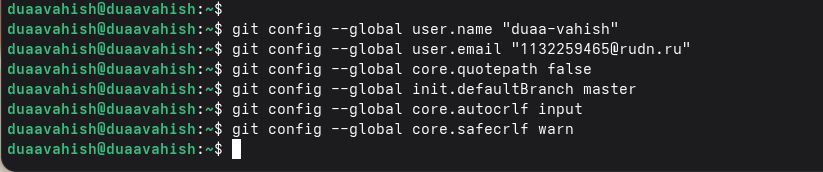 duaavahish@duaavahish:~$
duaavahish@duaavahish:~$ git config --global user.name "duaa-vahish"
duaavahish@duaavahish:~$ git config --global user.email "1132259465@rudn.ru"
duaavahish@duaavahish:~$ git config --global core.quotepath false
duaavahish@duaavahish:~$ git config --global init.defaultBranch master
duaavahish@duaavahish:~$ git config --global core.autocrlf input
duaavahish@duaavahish:~$ git config --global core.safecrlf warn
duaavahish@duaavahish:~$